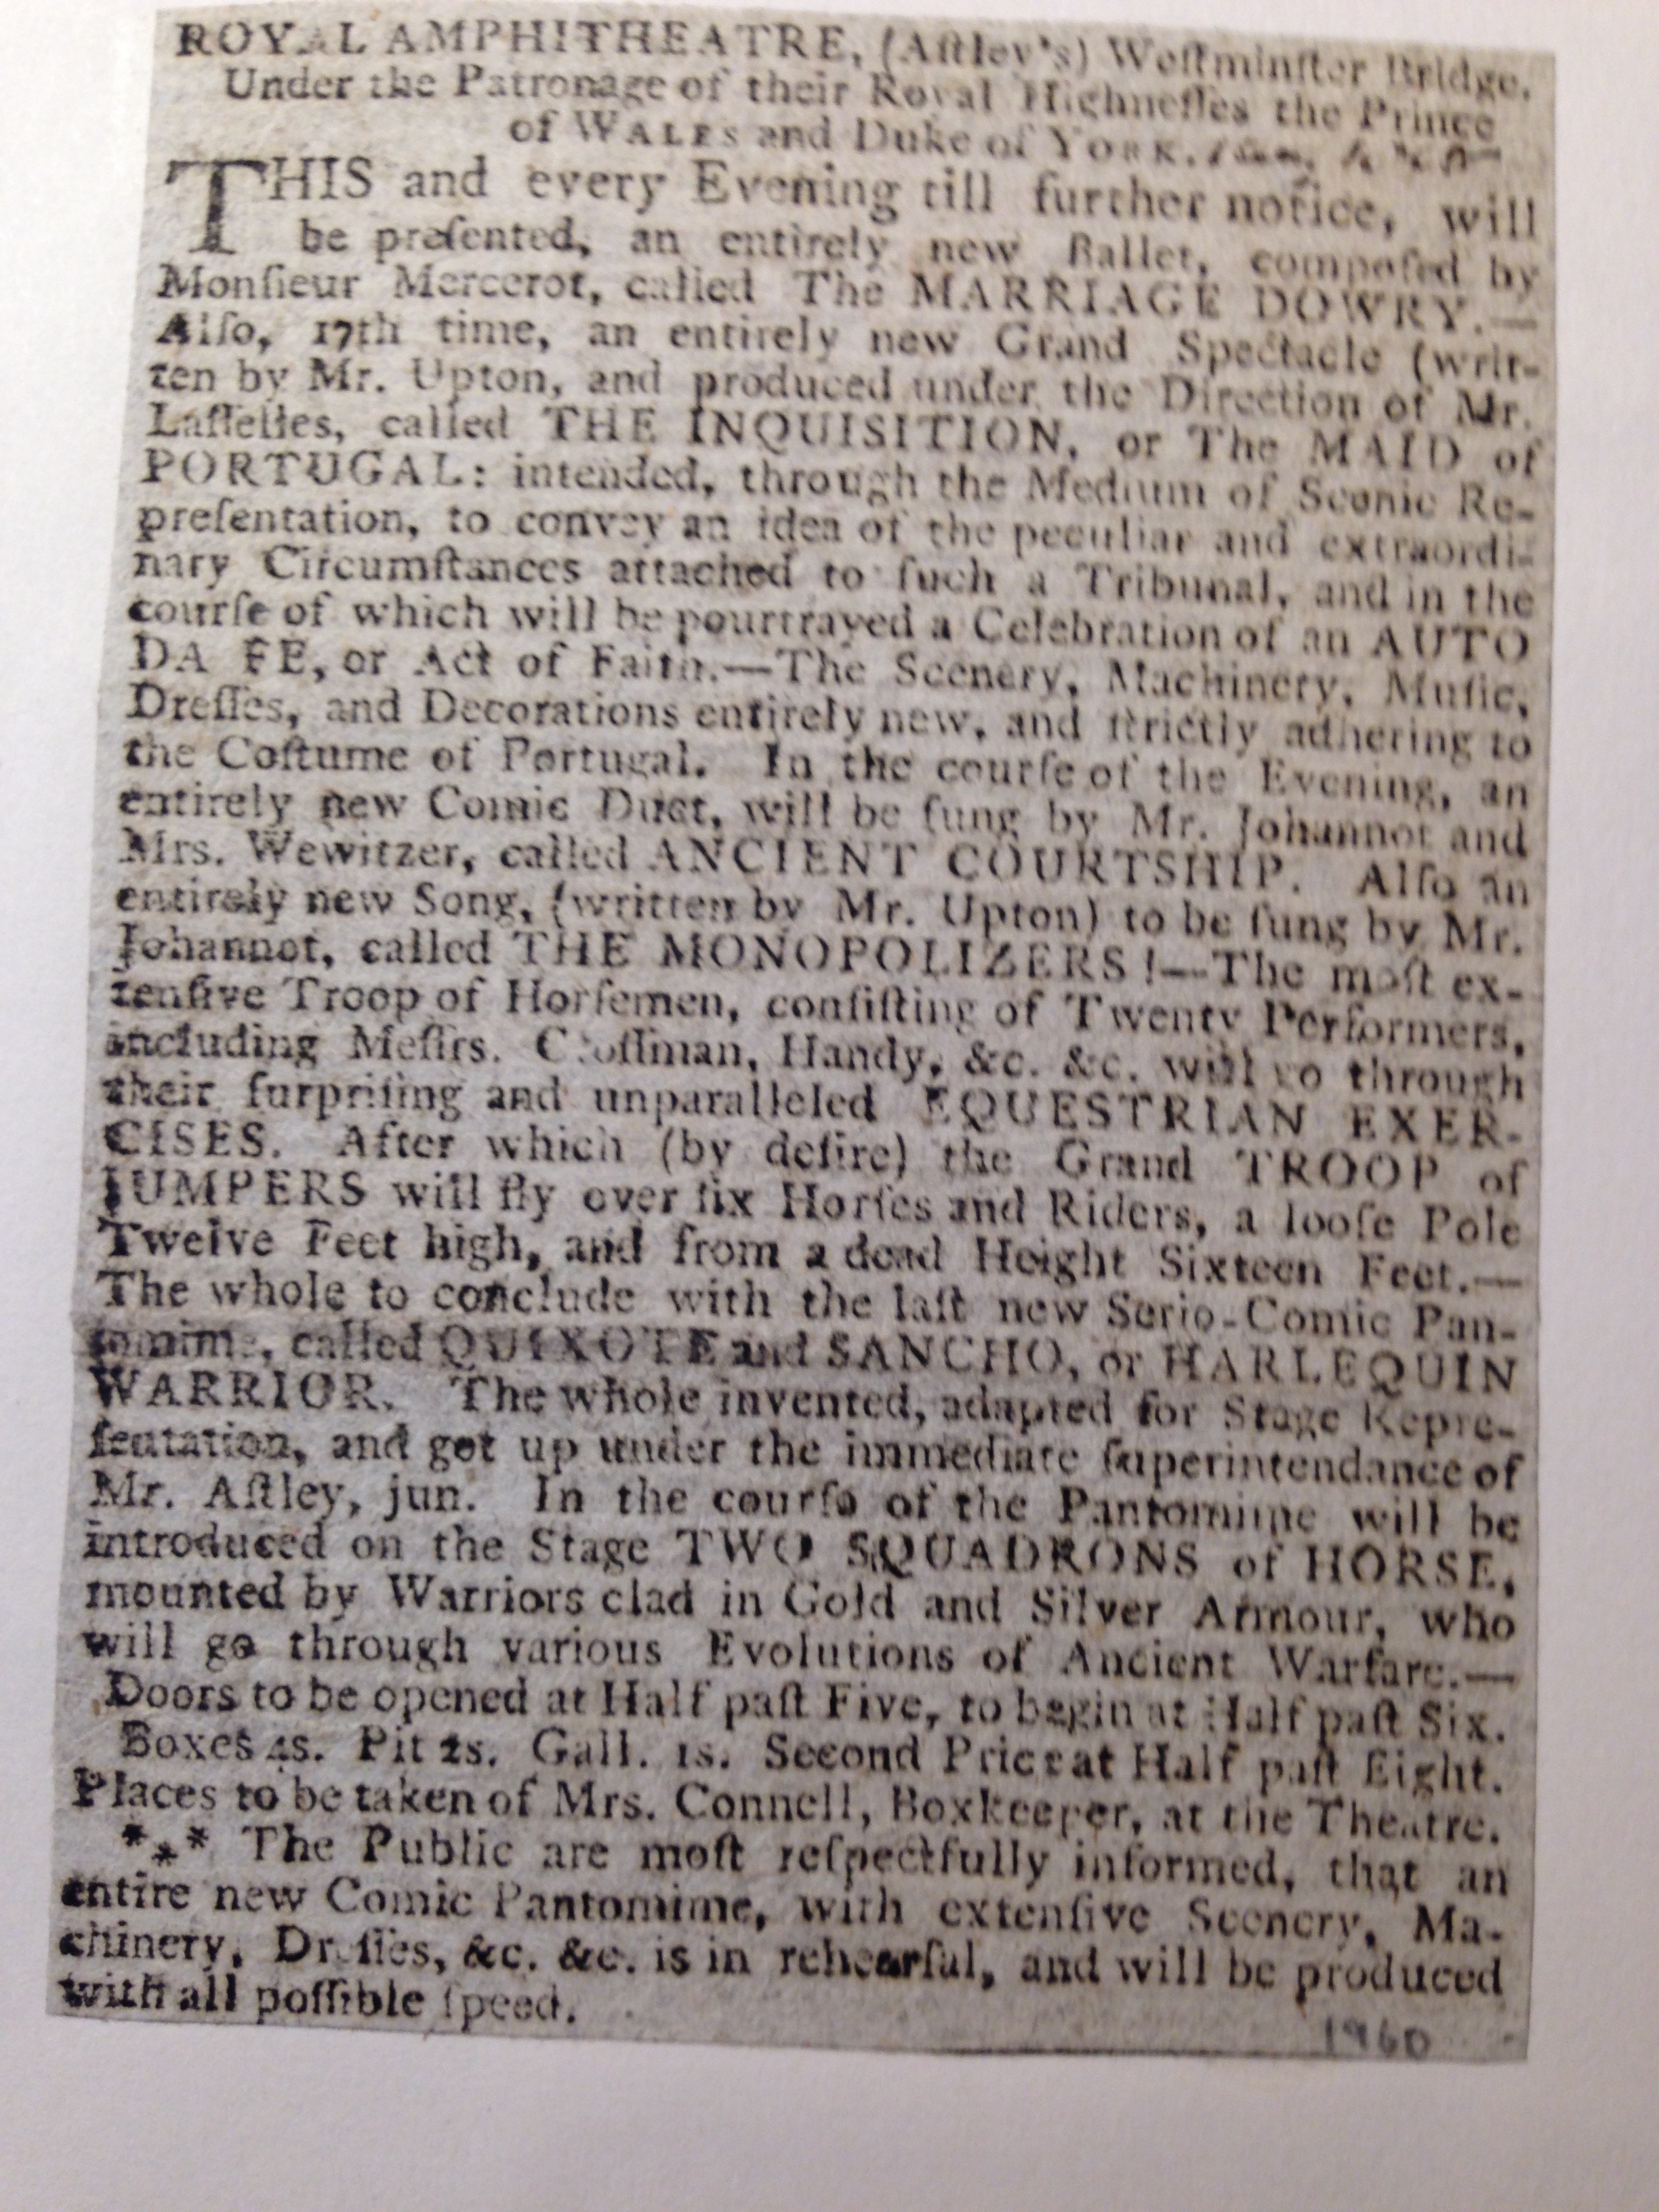 ROYAL AMPHITHEATRE, (Aſtley's) Weſtminſter Bridge.
Under the Patronage of their Royal Highneſſes the Prince
of WALES and Duke of YORK.
THIS and every Evening till further notice, will
be preſented, an entirely new Ballet, compoſed by
Monſieur Mercerot, called The MARRIAGE DOWRY.—
Alſo, 17th time, an entirely new Grand Spectacle (writ-
ten by Mr. Upton, and produced under the Direction of Mr.
Laſſelles, called THE INQUISITION, or The MAID of
PORTUGAL: intended, through the Medium of Scenic Re-
preſentation, to convey an idea of the peculiar and extraordi-
nary Circumſtances attached to ſuch a Tribunal, and in the
courſe of which will be pourtrayed a Celebration of an AUTO
DA FE, or Act of Faith.—The Scenery, Machinery, Muſic,
Dreſſes, and Decorations entirely new, and ſtrictly adhering to
the Coſtume of Portugal. In the courſe of the Evening, an
entirely new Comic Duet, will be ſung by Mr. Johannot and
Mrs. Wewitzer, called ANCIENT COURTSHIP. Alſo an
entirely new Song, (written by Mr. Upton) to be ſung by Mr.
Johannot, called THE MONOPOLIZERS!—The moſt ex-
tenſive Troop of Horſemen, conſiſting of Twenty Performers,
including Meſſrs. Croſſman, Handy, &c. &c. will go through
their ſurpriſing and unparalleled EQUESTRIAN EXER-
CISES. After which (by deſire) the Grand TROOP of
JUMPERS will fly over ſix Horſes and Riders, a looſe Pole
Twelve Feet high, and from a dead Height Sixteen Feet.—
The whole to conclude with the laſt new Serio-Comic Pan-
tomime, called QUIXOTE and SANCHO, or HARLEQUIN
WARRIOR. The whole invented, adapted for Stage Repre-
ſentation, and got up under the immediate ſuperintendance of
Mr. Aſtley, jun. In the courſe of the Pantomime will be
introduced on the Stage TWO SQUADRONS of HORSE,
mounted by Warriors clad in Gold and Silver Armour, who
will go through various Evolutions of Ancient Warfare.—
Doors to be opened at Half paſt Five, to begin at Half paſt Six.
Boxes 4s. Pit 2s. Gall. 1s. Second Price at Half paſt Eight.
Places to be taken of Mrs. Connell, Boxkeeper, at the Theatre.
*** The Public are moſt reſpectfully informed, that an
entire new Comic Pantomime, with extenſive Scenery, Ma-
chinery, Dreſſes, &c. &c. is in rehearſal, and will be produced
with all poſſible ſpeed.
1960